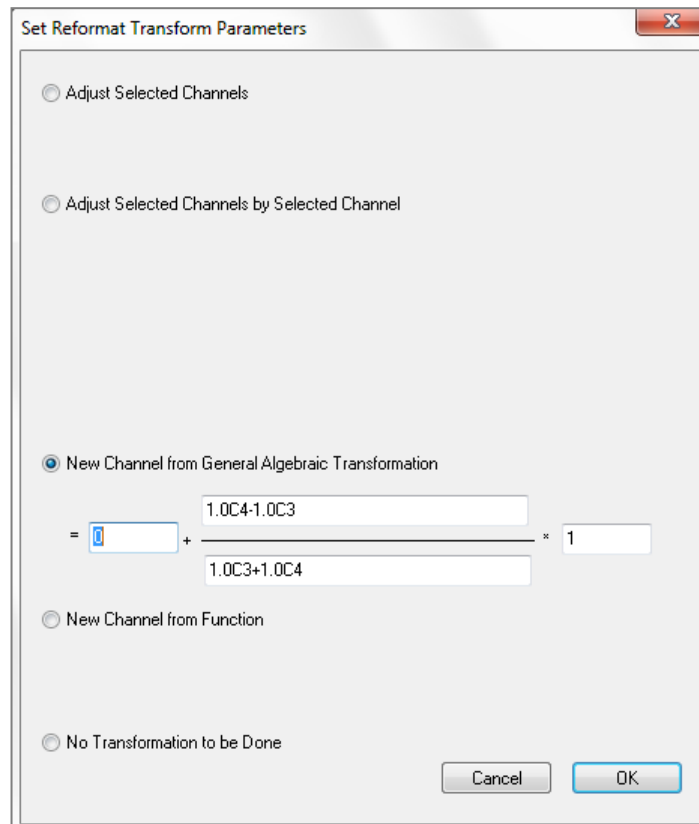 Set Reformat Transform Parameters
Adjust Selected Channels
Adjust Selected Channels by Selected Channel
New Channel from General Algebraic Transformation
1.0C4-1.0C3
= 0 + * 1
1.0C3+1.0C4
New Channel from Function
No Transformation to be Done
Cancel OK